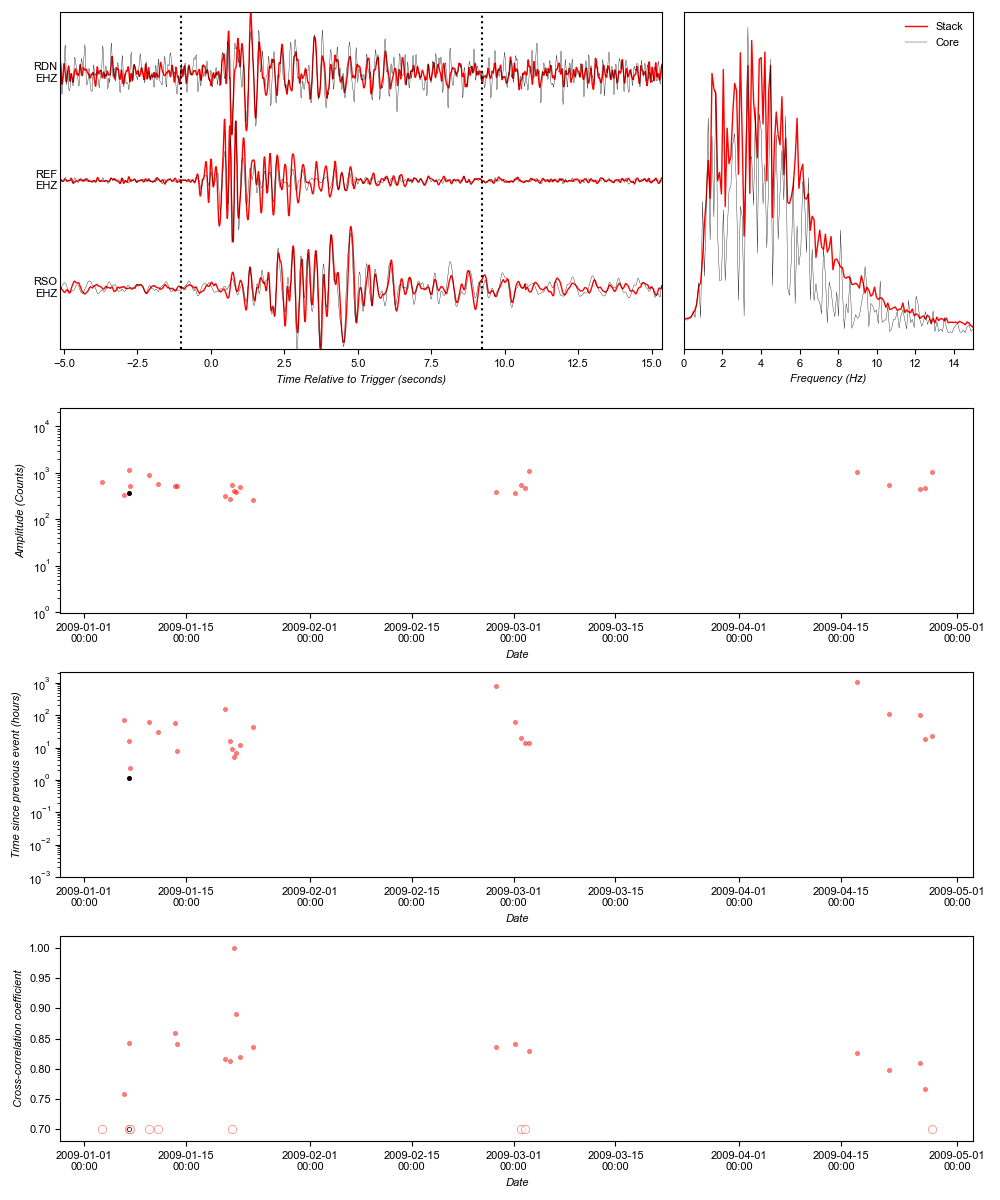 RDN
EHZ
REF
EHZ
RSO
EHZ
−5.0 −2.5 0.0 2.5 5.0 7.5 10.0 12.5 15.0
Time Relative to Trigger (seconds)
Stack
Core
0 2 4 6 8 10 12 14
Frequency (Hz)
Amplitude (Counts)
10⁴
10³
10²
10¹
10⁰
2009-01-01 2009-01-15 2009-02-01 2009-02-15 2009-03-01 2009-03-15 2009-04-01 2009-04-15 2009-05-01
00:00 00:00 00:00 00:00 00:00 00:00 00:00 00:00 00:00
Date
Time since previous event (hours)
10³
10²
10¹
10⁰
10⁻¹
10⁻²
10⁻³
2009-01-01 2009-01-15 2009-02-01 2009-02-15 2009-03-01 2009-03-15 2009-04-01 2009-04-15 2009-05-01
00:00 00:00 00:00 00:00 00:00 00:00 00:00 00:00 00:00
Date
Cross-correlation coefficient
1.00
0.95
0.90
0.85
0.80
0.75
0.70
2009-01-01 2009-01-15 2009-02-01 2009-02-15 2009-03-01 2009-03-15 2009-04-01 2009-04-15 2009-05-01
00:00 00:00 00:00 00:00 00:00 00:00 00:00 00:00 00:00
Date